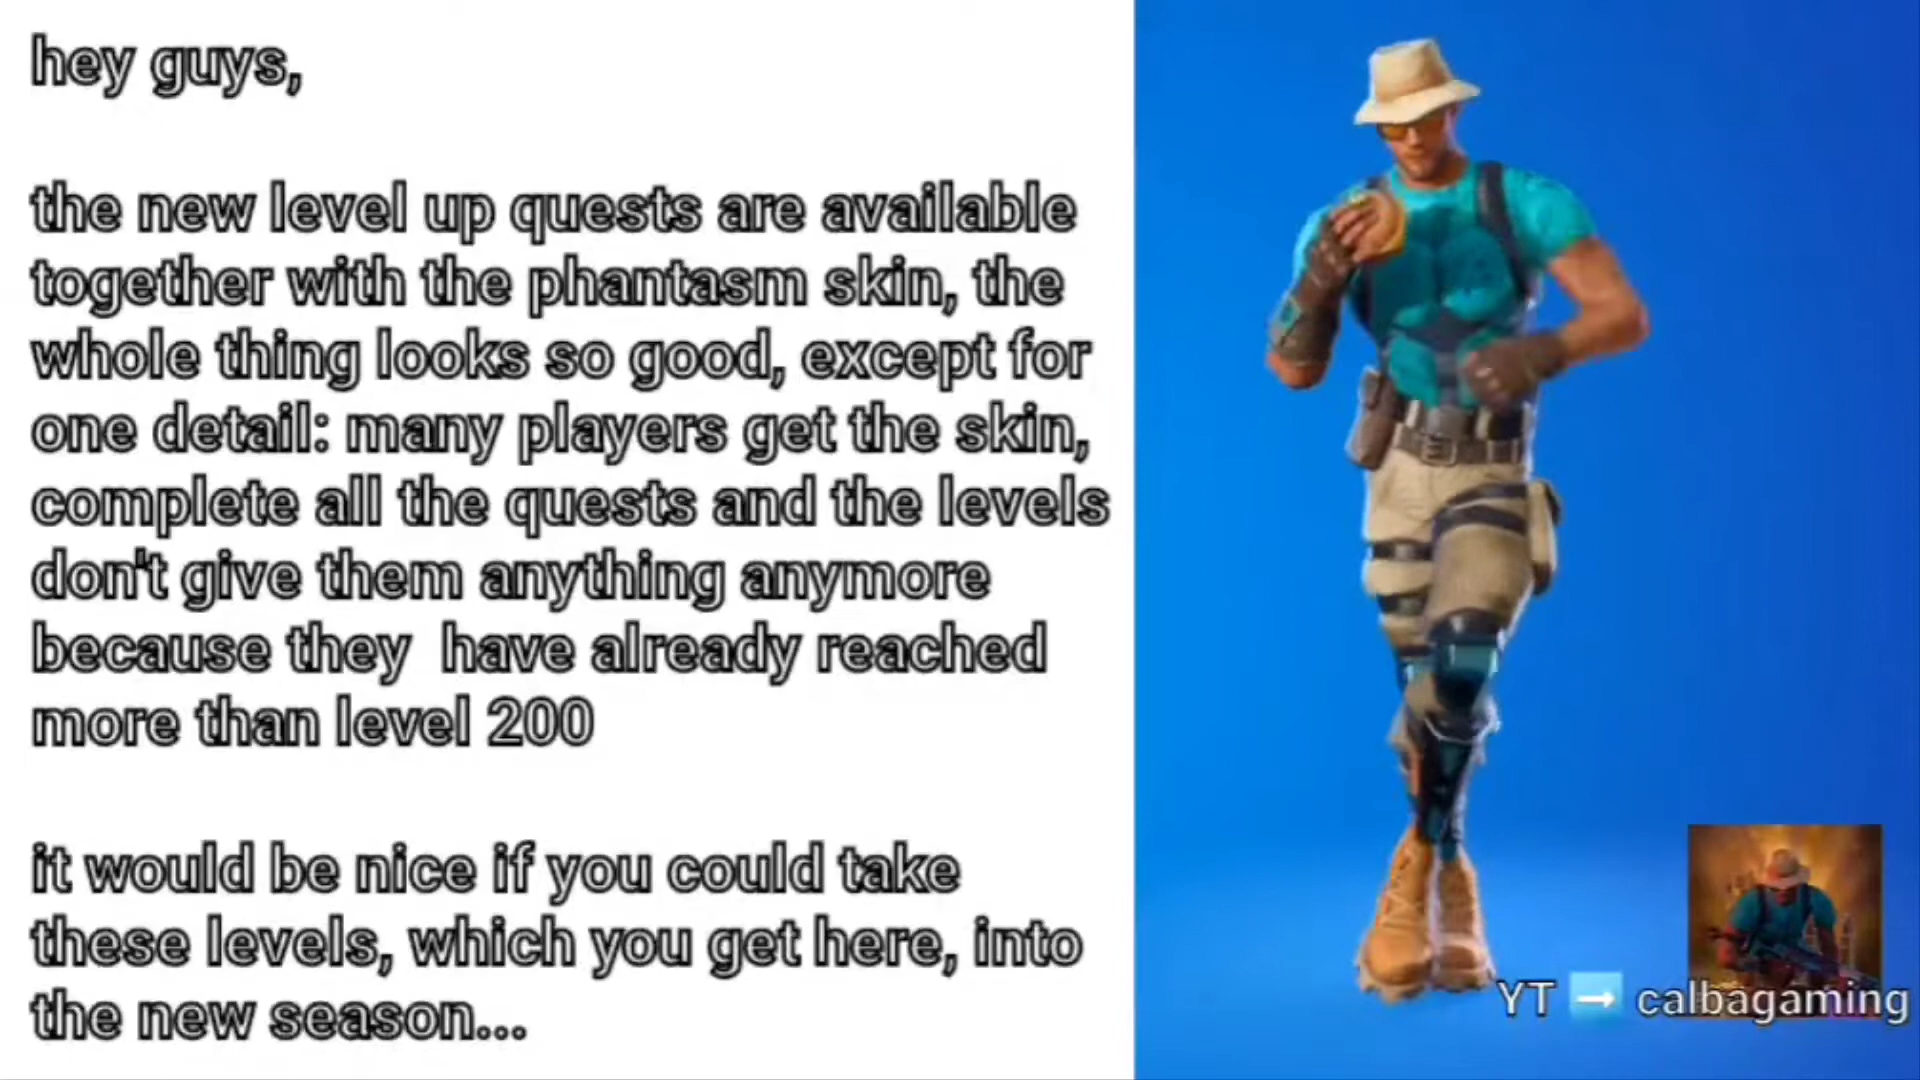 hey guys,
the new level up quests are available
together with the phantasm skin, the
whole thing looks so good, except for
one detail: many players get the skin,
complete all the quests and the levels
don't give them anything anymore
because they  have already reached
more than level 200
it would be nice if you could take
these levels, which you get here, into
the new season...
YT ➡ calbagaming